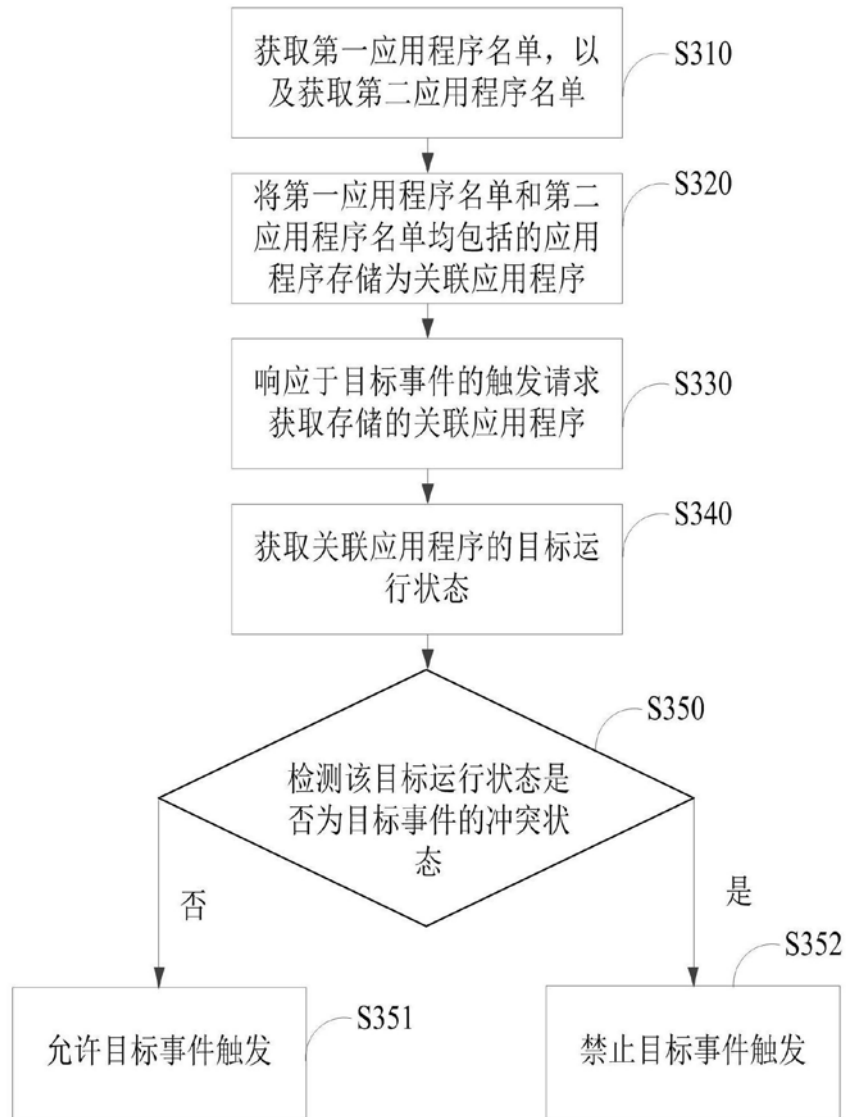 获取第一应用程序名单，以
及获取第二应用程序名单
S310
将第一应用程序名单和第二
应用程序名单均包括的应用
程序存储为关联应用程序
S320
响应于目标事件的触发请求
获取存储的关联应用程序
S330
获取关联应用程序的目标运
行状态
S340
S350
检测该目标运行状态是
否为目标事件的冲突状
态
否
是
S351
允许目标事件触发
S352
禁止目标事件触发